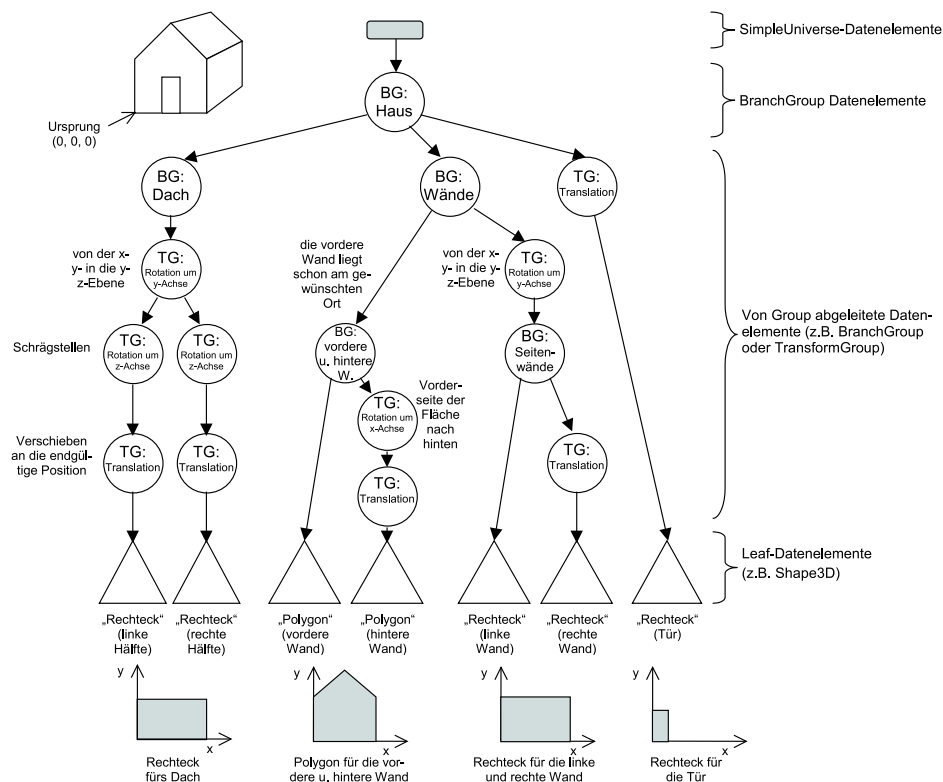 SimpleUniverse-Datenelemente
BG:
Haus
BranchGroup Datenelemente
Ursprung
(0, 0, 0)
BG:
Dach
BG:
Wände
TG:
Translation
von der x-
y- in die y-
z-Ebene
TG:
Rotation um
y-Achse
die vordere
Wand liegt
schon am ge-
wünschten
Ort
von der x-
y- in die y-
z-Ebene
TG:
Rotation um
y-Achse
Von Group abgeleitete Daten-
elemente (z.B. BranchGroup
oder TransformGroup)
Schrägstellen
TG:
Rotation um
z-Achse
TG:
Rotation um
z-Achse
BG:
vordere
u. hintere
W.
BG:
Seiten-
wände
TG:
Rotation um
x-Achse
Vorder-
seite der
Fläche
nach
hinten
Verschieben
an die endgül-
tige Position
TG:
Translation
TG:
Translation
TG:
Translation
TG:
Translation
Leaf-Datenelemente
(z.B. Shape3D)
„Rechteck“
(linke
Hälfte)
„Rechteck“
(rechte
Hälfte)
„Polygon“
(vordere
Wand)
„Polygon“
(hintere
Wand)
„Rechteck“
(linke
Wand)
„Rechteck“
(rechte
Wand)
„Rechteck“
(Tür)
y
x
Rechteck
fürs Dach
y
x
Polygon für die vor-
dere u. hintere Wand
y
x
Rechteck für die linke
und rechte Wand
y
x
Rechteck für
die Tür